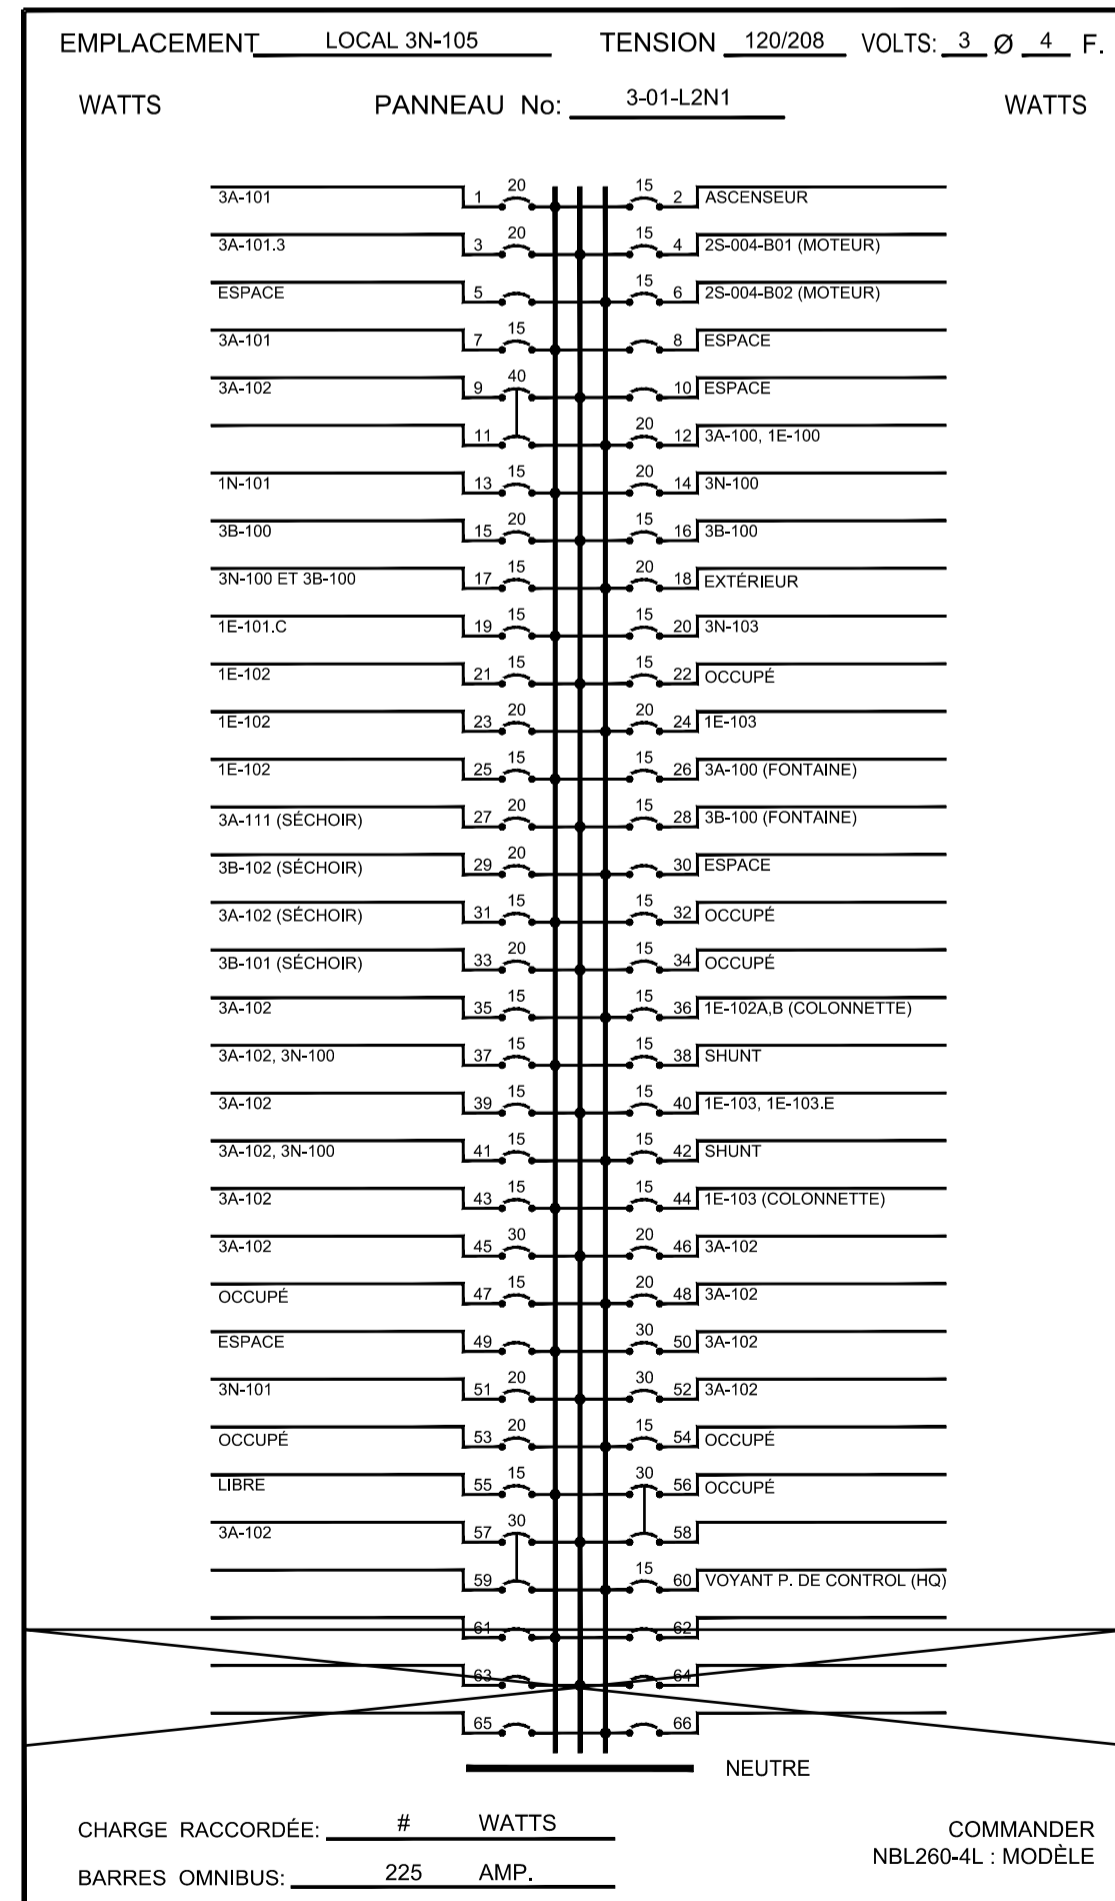 EMPLACEMENT LOCAL 3N-105 TENSION 120/208 VOLTS: 3 Ø 4 F.
WATTS PANNEAU No: 3-01-L2N1 WATTS
3A-101 1 20 15 2 ASCENSEUR
3A-101.3 3 20 15 4 2S-004-B01 (MOTEUR)
ESPACE 5 15 6 2S-004-B02 (MOTEUR)
3A-101 7 15 8 ESPACE
3A-102 9 40 10 ESPACE
11 20 12 3A-100, 1E-100
1N-101 13 15 20 14 3N-100
3B-100 15 20 15 16 3B-100
3N-100 ET 3B-100 17 15 20 18 EXTÉRIEUR
1E-101.C 19 15 15 20 3N-103
1E-102 21 15 15 22 OCCUPÉ
1E-102 23 20 20 24 1E-103
1E-102 25 15 15 26 3A-100 (FONTAINE)
3A-111 (SÉCHOIR) 27 20 15 28 3B-100 (FONTAINE)
3B-102 (SÉCHOIR) 29 20 30 ESPACE
3A-102 (SÉCHOIR) 31 15 15 32 OCCUPÉ
3B-101 (SÉCHOIR) 33 20 15 34 OCCUPÉ
3A-102 35 15 15 36 1E-102A,B (COLONNETTE)
3A-102, 3N-100 37 15 15 38 SHUNT
3A-102 39 15 15 40 1E-103, 1E-103.E
3A-102, 3N-100 41 15 15 42 SHUNT
3A-102 43 15 15 44 1E-103 (COLONNETTE)
3A-102 45 30 20 46 3A-102
OCCUPÉ 47 15 20 48 3A-102
ESPACE 49 30 50 3A-102
3N-101 51 20 30 52 3A-102
OCCUPÉ 53 20 15 54 OCCUPÉ
LIBRE 55 15 30 56 OCCUPÉ
3A-102 57 30 58
59 15 60 VOYANT P. DE CONTROL (HQ)
61 62
63 64
65 66
NEUTRE
CHARGE RACCORDÉE: # WATTS COMMANDER
BARRES OMNIBUS: 225 AMP. NBL260-4L : MODÈLE